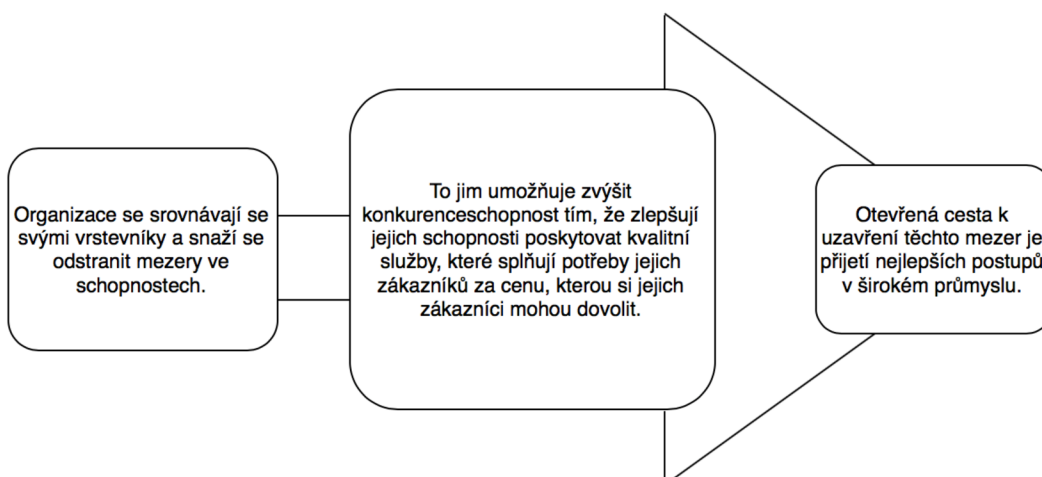 Organizace se srovnávají se
svými vrstevníky a snaží se
odstranit mezery ve
schopnostech.
To jim umožňuje zvýšit
konkurenceschopnost tím, že zlepšují
jejich schopnosti poskytovat kvalitní
služby, které splňují potřeby jejich
zákazníků za cenu, kterou si jejich
zákazníci mohou dovolit.
Otevřená cesta k
uzavření těchto mezer je
přijetí nejlepších postupů
v širokém průmyslu.